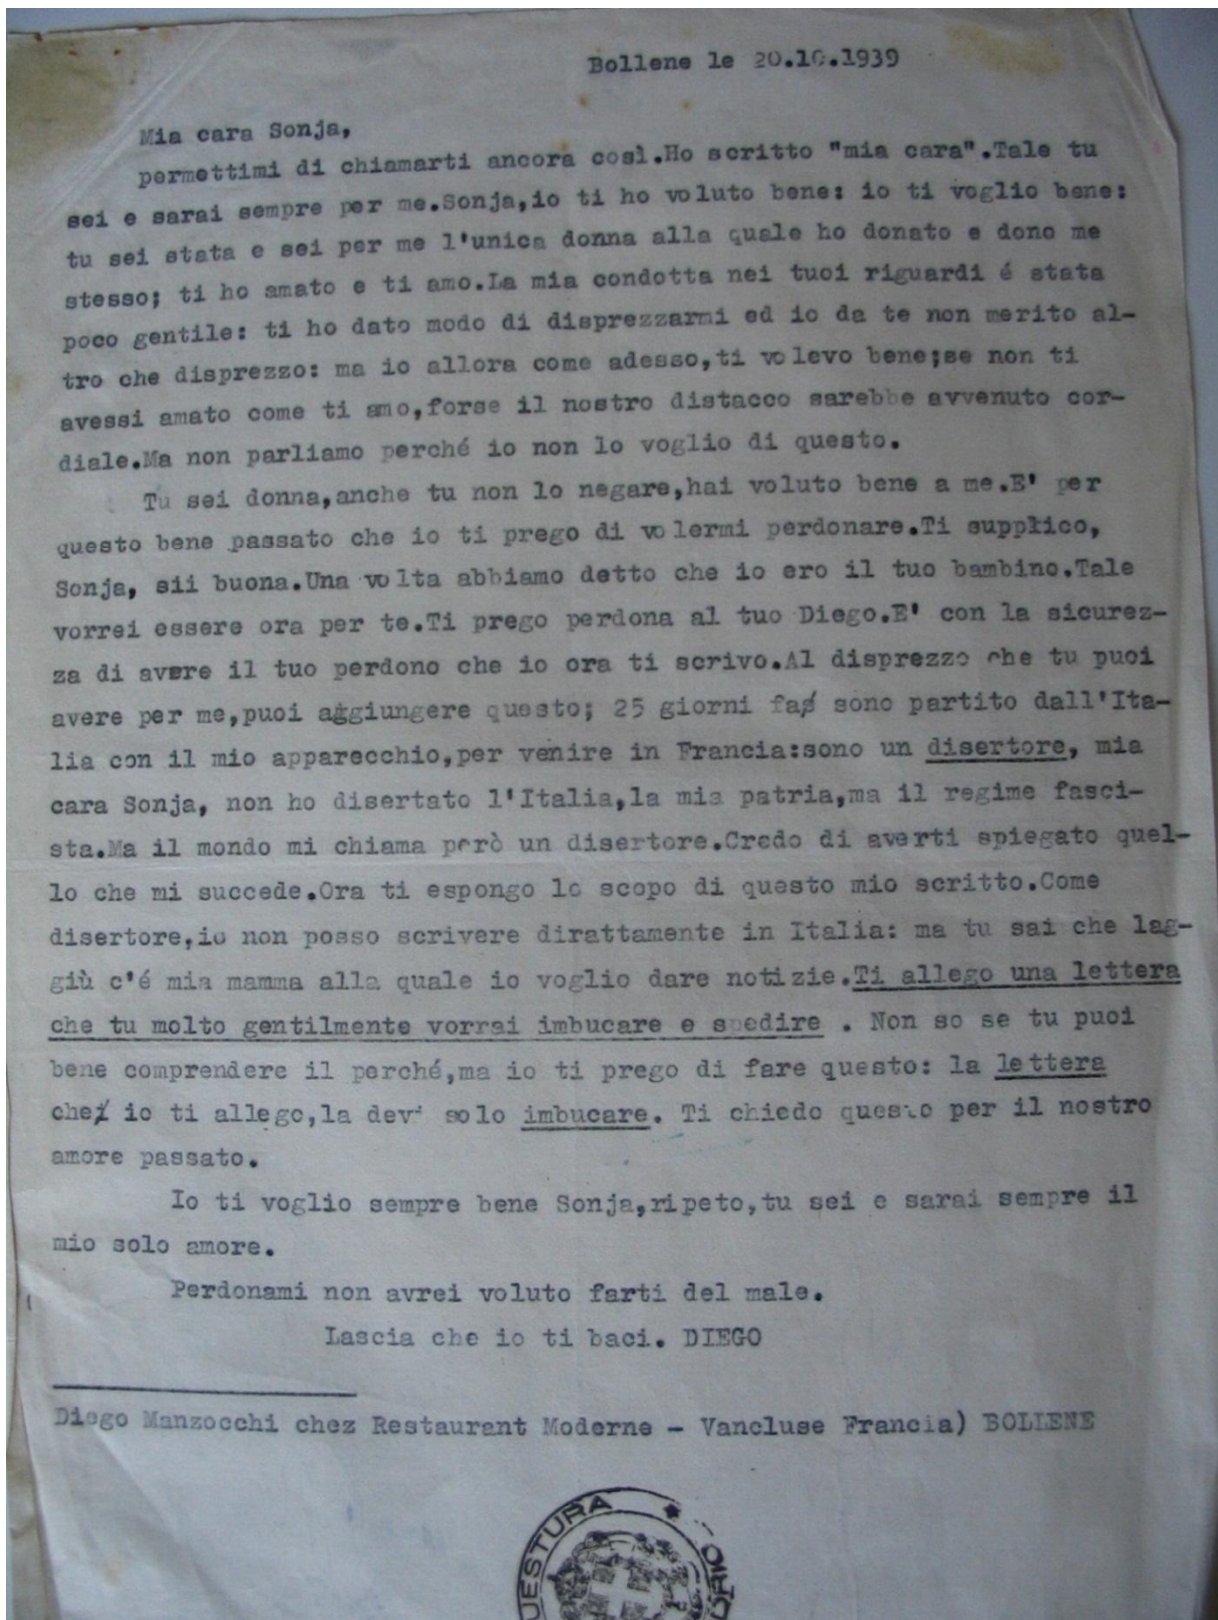 Bollene le 20.10.1939
Mia cara Sonja,
permettimi di chiamarti ancora così.Ho scritto "mia cara".Tale tu
sei e sarai sempre per me.Sonja,io ti ho voluto bene: io ti voglio bene:
tu sei stata e sei per me l'unica donna alla quale ho donato e dono me
stesso; ti ho amato e ti amo.La mia condotta nei tuoi riguardi é stata
poco gentile: ti ho dato modo di disprezzarmi ed io da te non merito al-
tro che disprezzo: ma io allora come adesso,ti volevo bene;se non ti
avessi amato come ti amo,forse il nostro distacco sarebbe avvenuto cor-
diale.Ma non parliamo perché io non lo voglio di questo.
Tu sei donna,anche tu non lo negare,hai voluto bene a me.E' per
questo bene passato che io ti prego di volermi perdonare.Ti supplico,
Sonja, sii buona.Una volta abbiamo detto che io ero il tuo bambino.Tale
vorrei essere ora per te.Ti prego perdona al tuo Diego.E' con la sicurez-
za di avere il tuo perdono che io ora ti scrivo.Al disprezzo che tu puoi
avere per me,puoi aggiungere questo; 25 giorni fa sono partito dall'Ita-
lia con il mio apparecchio,per venire in Francia:sono un disertore, mia
cara Sonja, non ho disertato l'Italia,la mia patria,ma il regime fasci-
sta.Ma il mondo mi chiama però un disertore.Credo di averti spiegato quel-
lo che mi succede.Ora ti espongo lo scopo di questo mio scritto.Come
disertore,io non posso scrivere dirattamente in Italia: ma tu sai che lag-
giù c'é mia mamma alla quale io voglio dare notizie.Ti allego una lettera
che tu molto gentilmente vorrai imbucare e spedire . Non so se tu puoi
bene comprendere il perché,ma io ti prego di fare questo: la lettera
che io ti allego,la devi solo imbucare. Ti chiedo questo per il nostro
amore passato.
Io ti voglio sempre bene Sonja,ripeto,tu sei e sarai sempre il
mio solo amore.
Perdonami non avrei voluto farti del male.
Lascia che io ti baci. DIEGO
Diego Manzocchi chez Restaurant Moderne - Vancluse Francia) BOLLENE
QUESTURA